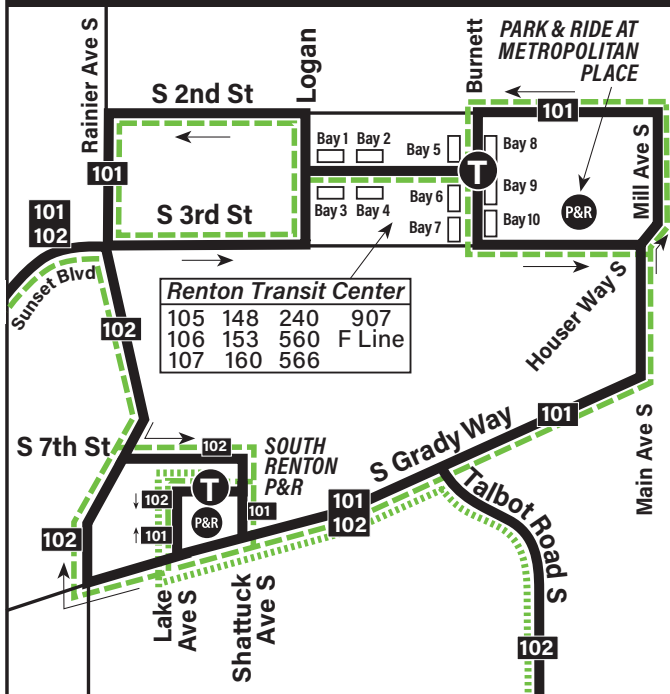 PARK & RIDE AT
METROPOLITAN
PLACE
Rainier Ave S
Logan
Burnett
S 2nd St
101
Bay 1
Bay 2
Bay 5
Bay 8
101
T
Bay 9
Mill Ave S
P&R
S 3rd St
Bay 3
Bay 4
Bay 6
Bay 7
Bay 10
101
102
Sunset Blvd
Renton Transit Center
105 148 240 907
106 153 560 F Line
107 160 566
Houser Way S
102
Main Ave S
S Grady Way
101
S 7th St
102
SOUTH
RENTON
P&R
T
102
P&R
101
101
101
102
Talbot Road S
102
Lake
Ave S
Shattuck
Ave S
102